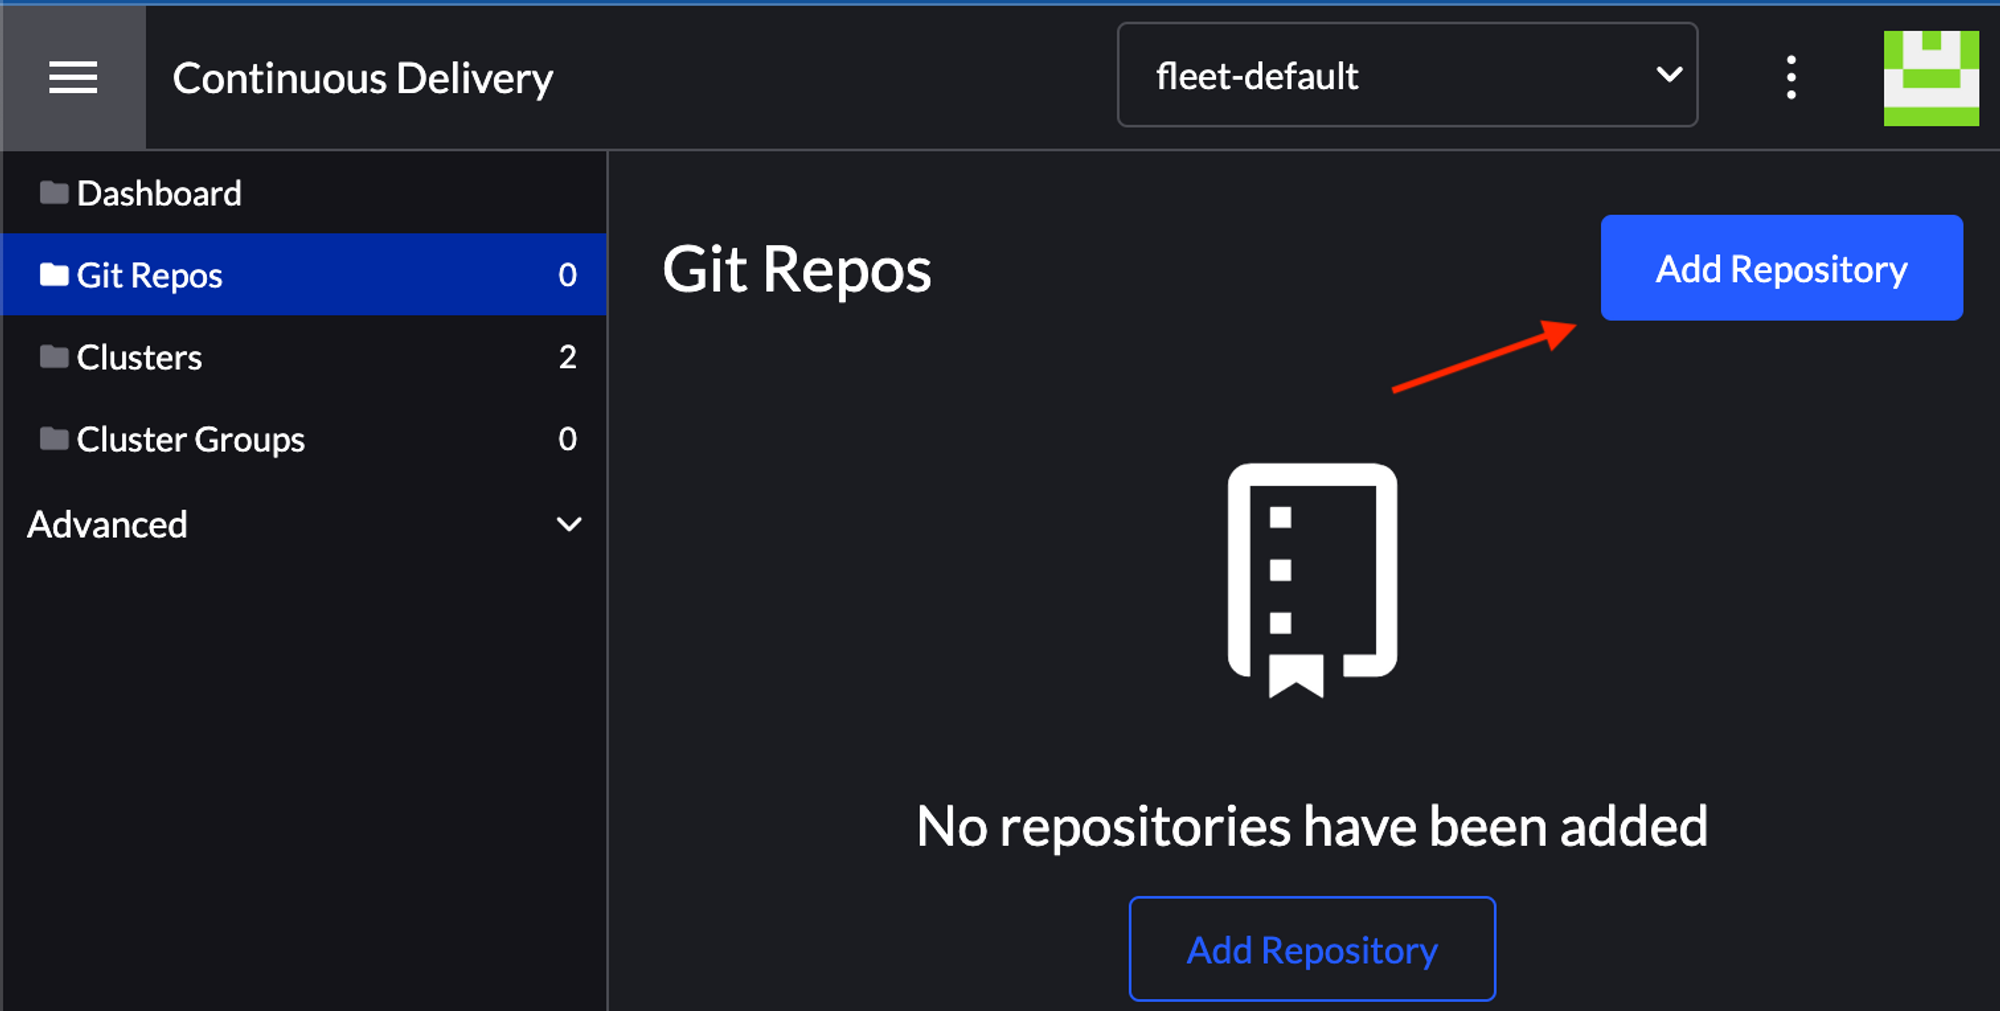 Continuous Delivery
fleet-default
Dashboard
Git Repos 0
Clusters 2
Cluster Groups 0
Advanced
Git Repos
Add Repository
No repositories have been added
Add Repository